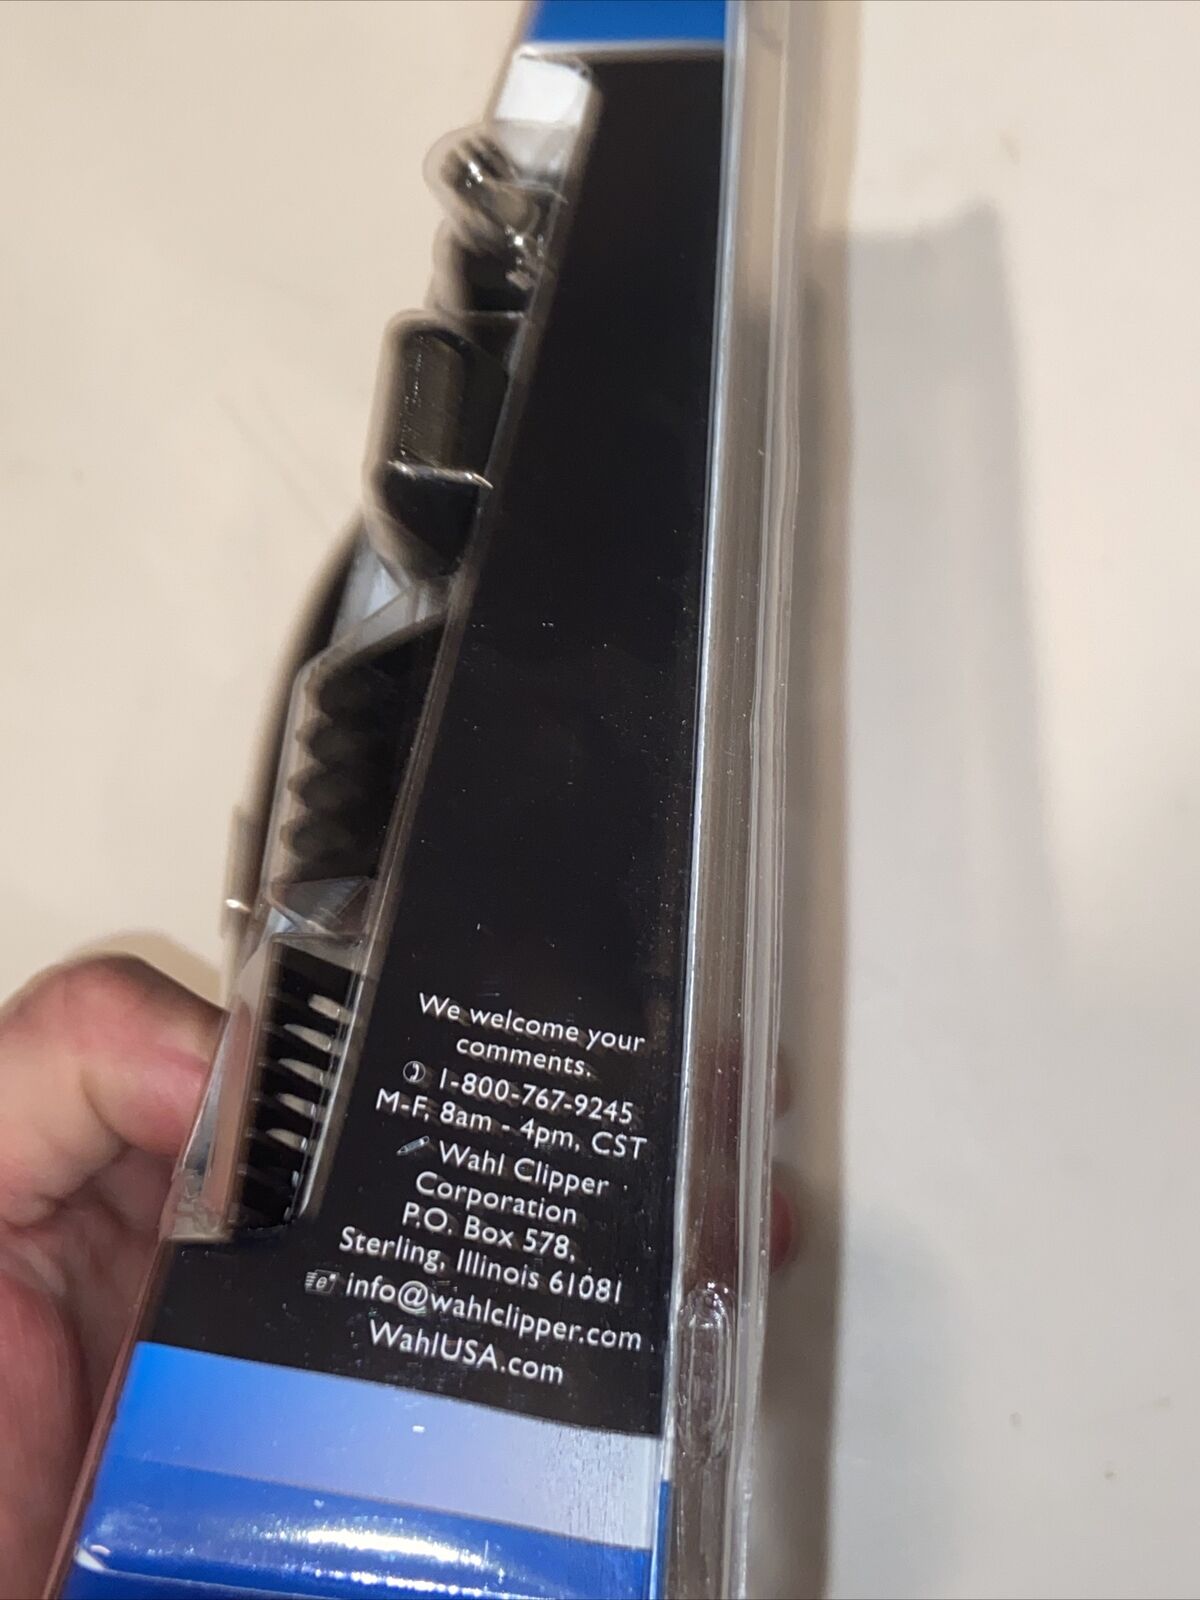 We welcome your
comments.
1-800-767-9245
M-F, 8am - 4pm, CST
Wahl Clipper
Corporation
P.O. Box 578,
Sterling, Illinois 61081
info@wahlclipper.com
WahlUSA.com